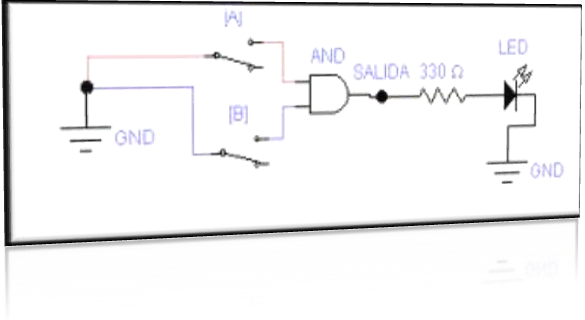 [A]
AND
LED
SALIDA
330 Ω
[B]
GND
GND